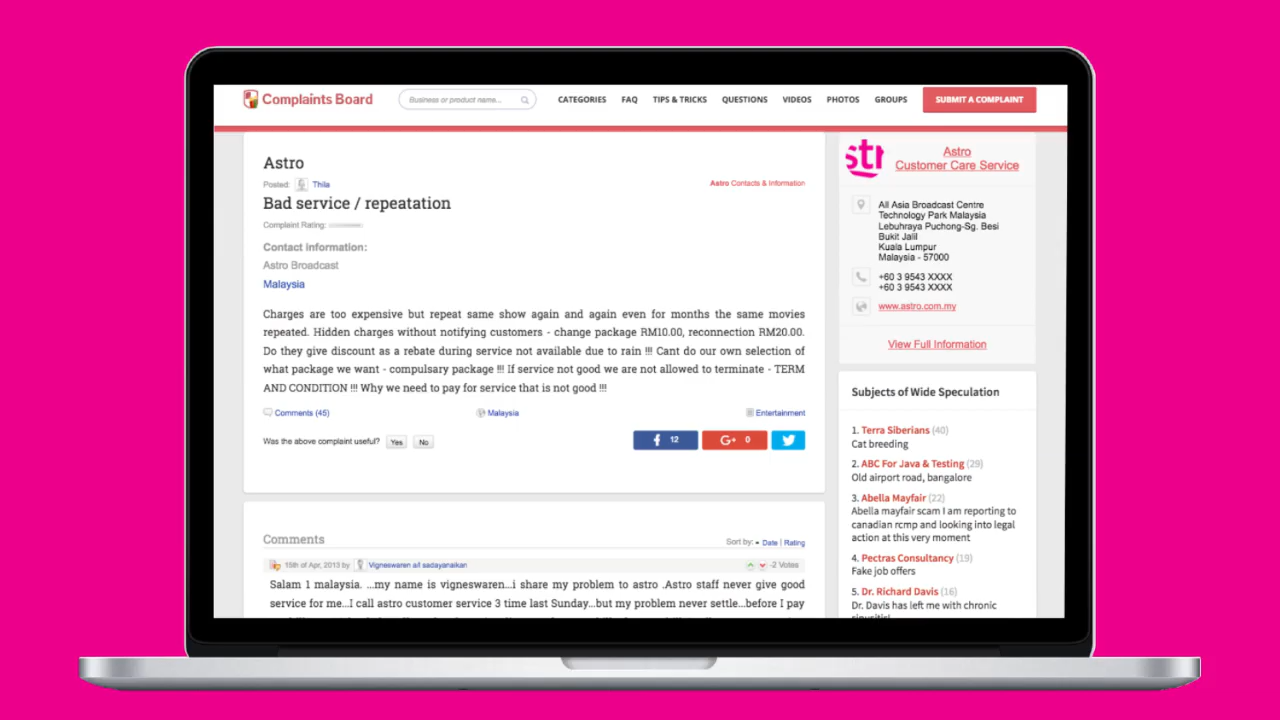 Complaints Board
Business or product name...
CATEGORIES
FAQ
TIPS & TRICKS
QUESTIONS
VIDEOS
PHOTOS
GROUPS
SUBMIT A COMPLAINT
Astro
Posted: Thila
Astro Contacts & Information
Bad service / repeatation
Complaint Rating:
Contact information:
Astro Broadcast
Malaysia
Charges are too expensive but repeat same show again and again even for months the same movies
repeated. Hidden charges without notifying customers - change package RM10.00, reconnection RM20.00.
Do they give discount as a rebate during service not available due to rain !!! Cant do our own selection of
what package we want - compulsary package !!! If service not good we are not allowed to terminate - TERM
AND CONDITION !!! Why we need to pay for service that is not good !!!
Comments (45)
Malaysia
Entertainment
Was the above complaint useful? Yes No
12
G+ 0
Comments
Sort by: Date | Rating
15th of Apr, 2013 by Vigneswaren a/l sadayanaikan
-2 Votes
Salam 1 malaysia. ...my name is vigneswaren...i share my problem to astro .Astro staff never give good
service for me...I call astro customer service 3 time last Sunday...but my problem never settle...before I pay
str
Astro
Customer Care Service
All Asia Broadcast Centre
Technology Park Malaysia
Lebuhraya Puchong-Sg. Besi
Bukit Jalil
Kuala Lumpur
Malaysia - 57000
+60 3 9543 XXXX
+60 3 9543 XXXX
www.astro.com.my
View Full Information
Subjects of Wide Speculation
1. Terra Siberians (40)
Cat breeding
2. ABC For Java & Testing (29)
Old airport road, bangalore
3. Abella Mayfair (22)
Abella mayfair scam I am reporting to
canadian rcmp and looking into legal
action at this very moment
4. Pectras Consultancy (19)
Fake job offers
5. Dr. Richard Davis (16)
Dr. Davis has left me with chronic
sinusitis!